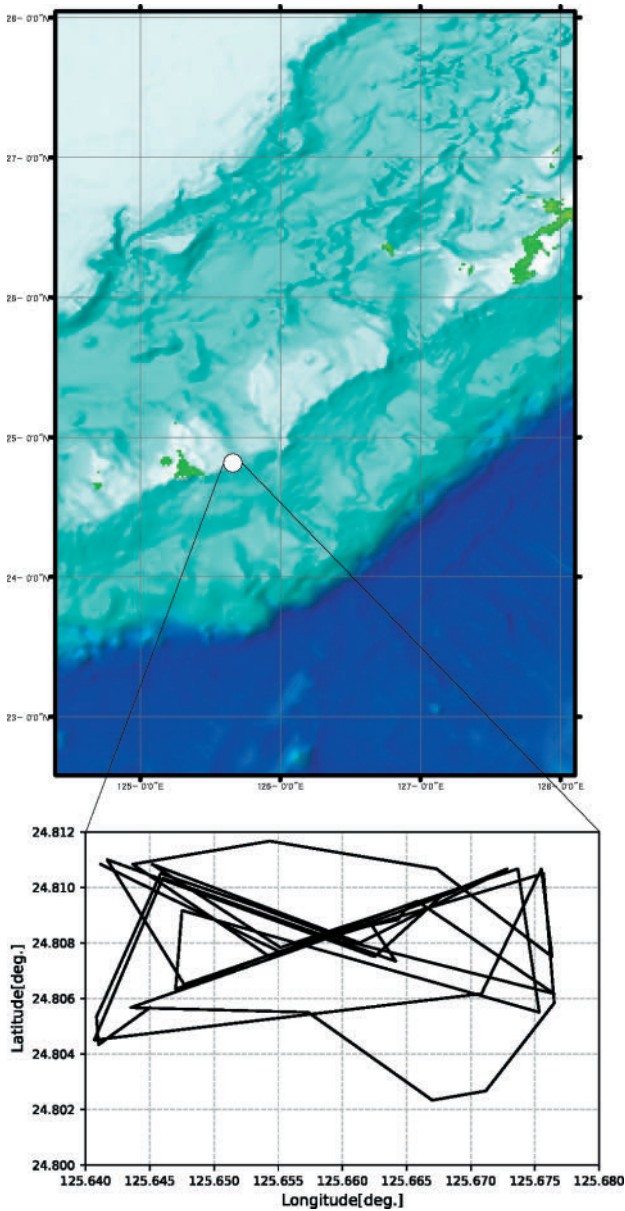 28- 0'0"N
27- 0'0"N
26- 0'0"N
25- 0'0"N
24- 0'0"N
23- 0'0"N
125- 0'0"E
126- 0'0"E
127- 0'0"E
128- 0'0"E
24.812
24.810
24.808
24.806
24.804
24.802
24.800
Latitude[deg.]
125.640 125.645 125.650 125.655 125.660 125.665 125.670 125.675 125.680
Longitude[deg.]